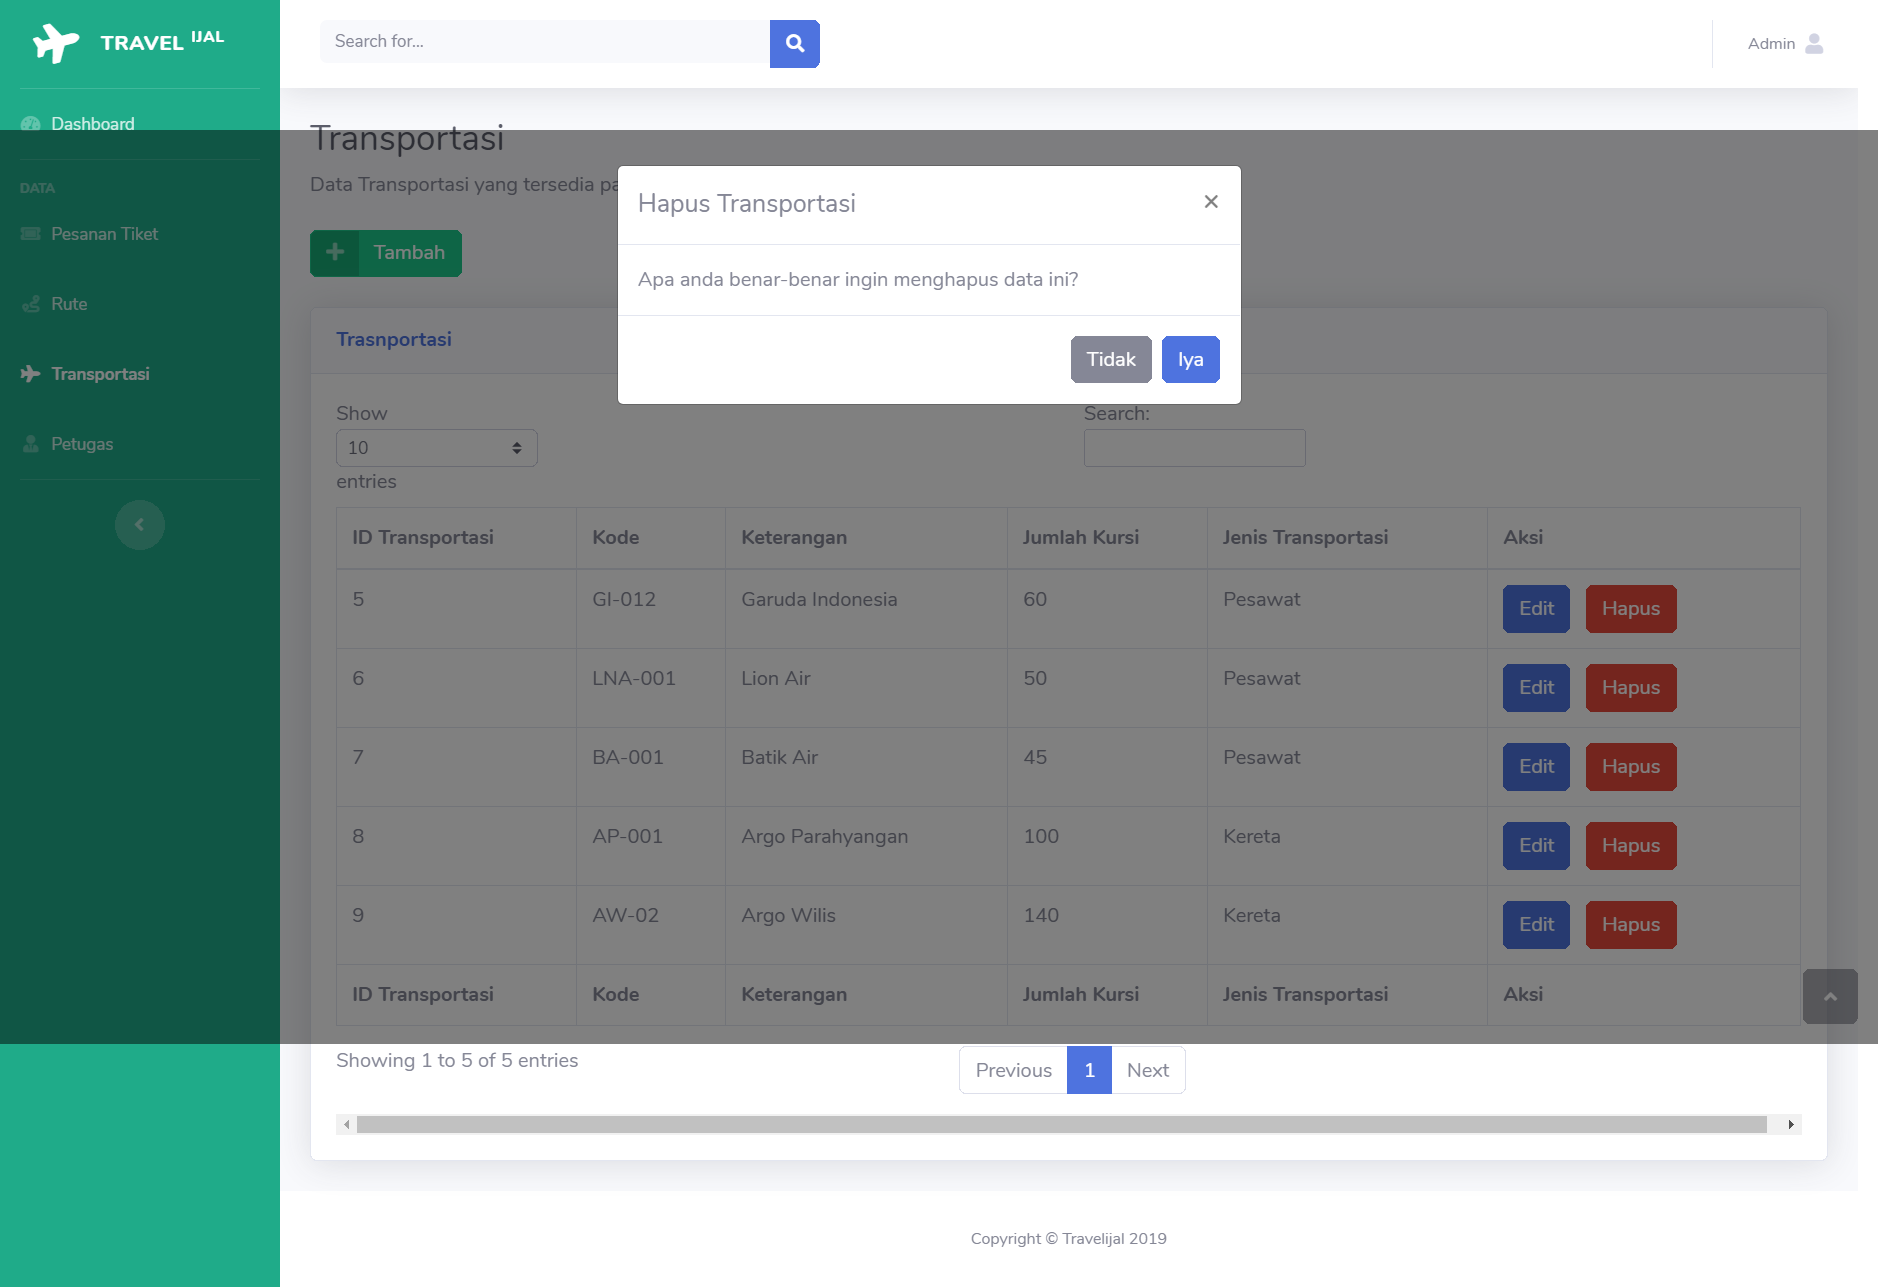 TRAVEL IJAL
Search for...
Admin
Dashboard
DATA
Pesanan Tiket
Rute
Transportasi
Petugas
Transportasi
Data Transportasi yang tersedia
Tambah
Hapus Transportasi ×
Apa anda benar-benar ingin menghapus data ini?
Tidak Iya
Trasnportasi
Show
10
entries
Search:
ID Transportasi Kode Keterangan Jumlah Kursi Jenis Transportasi Aksi
5 GI-012 Garuda Indonesia 60 Pesawat Edit Hapus
6 LNA-001 Lion Air 50 Pesawat Edit Hapus
7 BA-001 Batik Air 45 Pesawat Edit Hapus
8 AP-001 Argo Parahyangan 100 Kereta Edit Hapus
9 AW-02 Argo Wilis 140 Kereta Edit Hapus
ID Transportasi Kode Keterangan Jumlah Kursi Jenis Transportasi Aksi
Showing 1 to 5 of 5 entries
Previous 1 Next
Copyright © Travelijal 2019